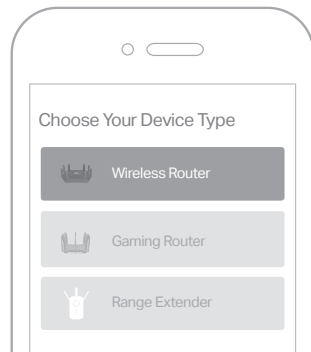 Choose Your Device Type
Wireless Router
Gaming Router
Range Extender